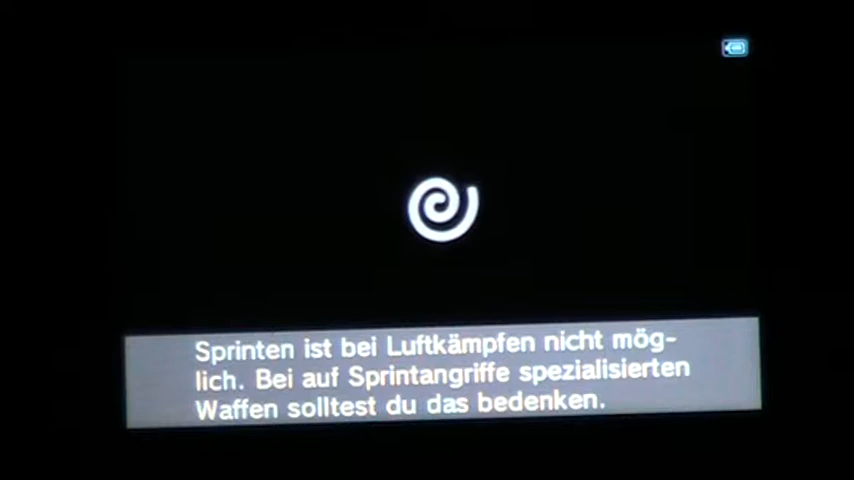 Sprinten ist bei Luftkämpfen nicht mög-
lich. Bei auf Sprintangriffe spezialisierten
Waffen solltest du das bedenken.